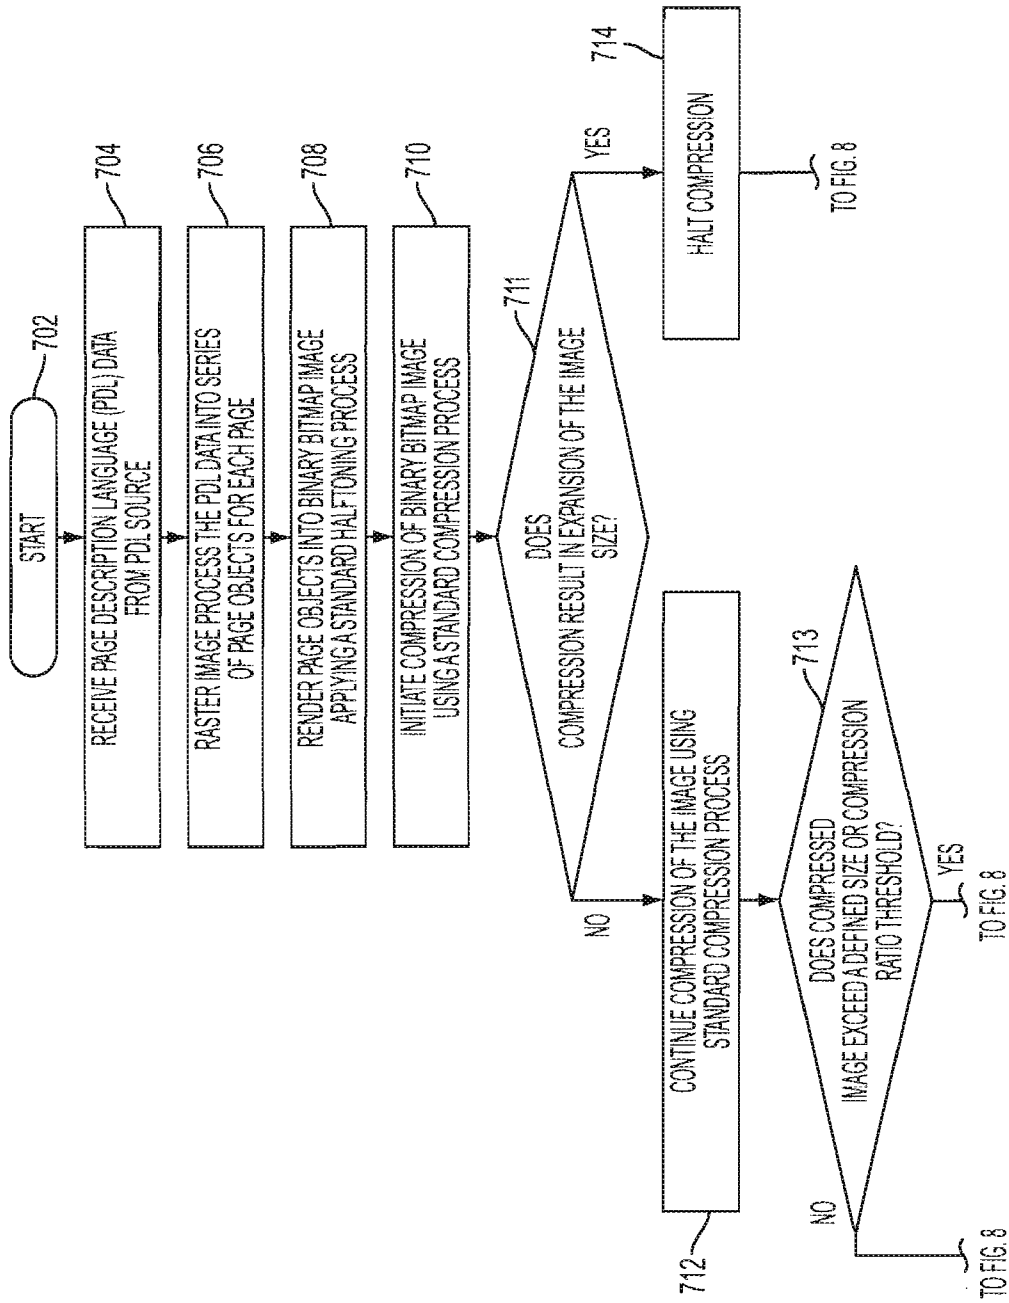 START
702
RECEIVE PAGE DESCRIPTION LANGUAGE (PDL) DATA
FROM PDL SOURCE
704
RASTER IMAGE PROCESS THE PDL DATA INTO SERIES
OF PAGE OBJECTS FOR EACH PAGE
706
RENDER PAGE OBJECTS INTO BINARY BITMAP IMAGE
APPLYING A STANDARD HALFTONING PROCESS
708
INITIATE COMPRESSION OF BINARY BITMAP IMAGE
USING A STANDARD COMPRESSION PROCESS
710
DOES
COMPRESSION RESULT IN EXPANSION OF THE IMAGE
SIZE?
711
NO
YES
CONTINUE COMPRESSION OF THE IMAGE USING
STANDARD COMPRESSION PROCESS
712
HALT COMPRESSION
714
TO FIG. 8
DOES COMPRESSED
IMAGE EXCEED A DEFINED SIZE OR COMPRESSION
RATIO THRESHOLD?
713
NO
YES
TO FIG. 8
TO FIG. 8